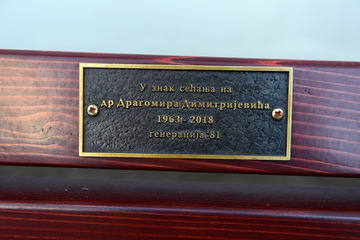 У знак сећања на
др Драгомира Димитријевића
1963 - 2018
генерација '81